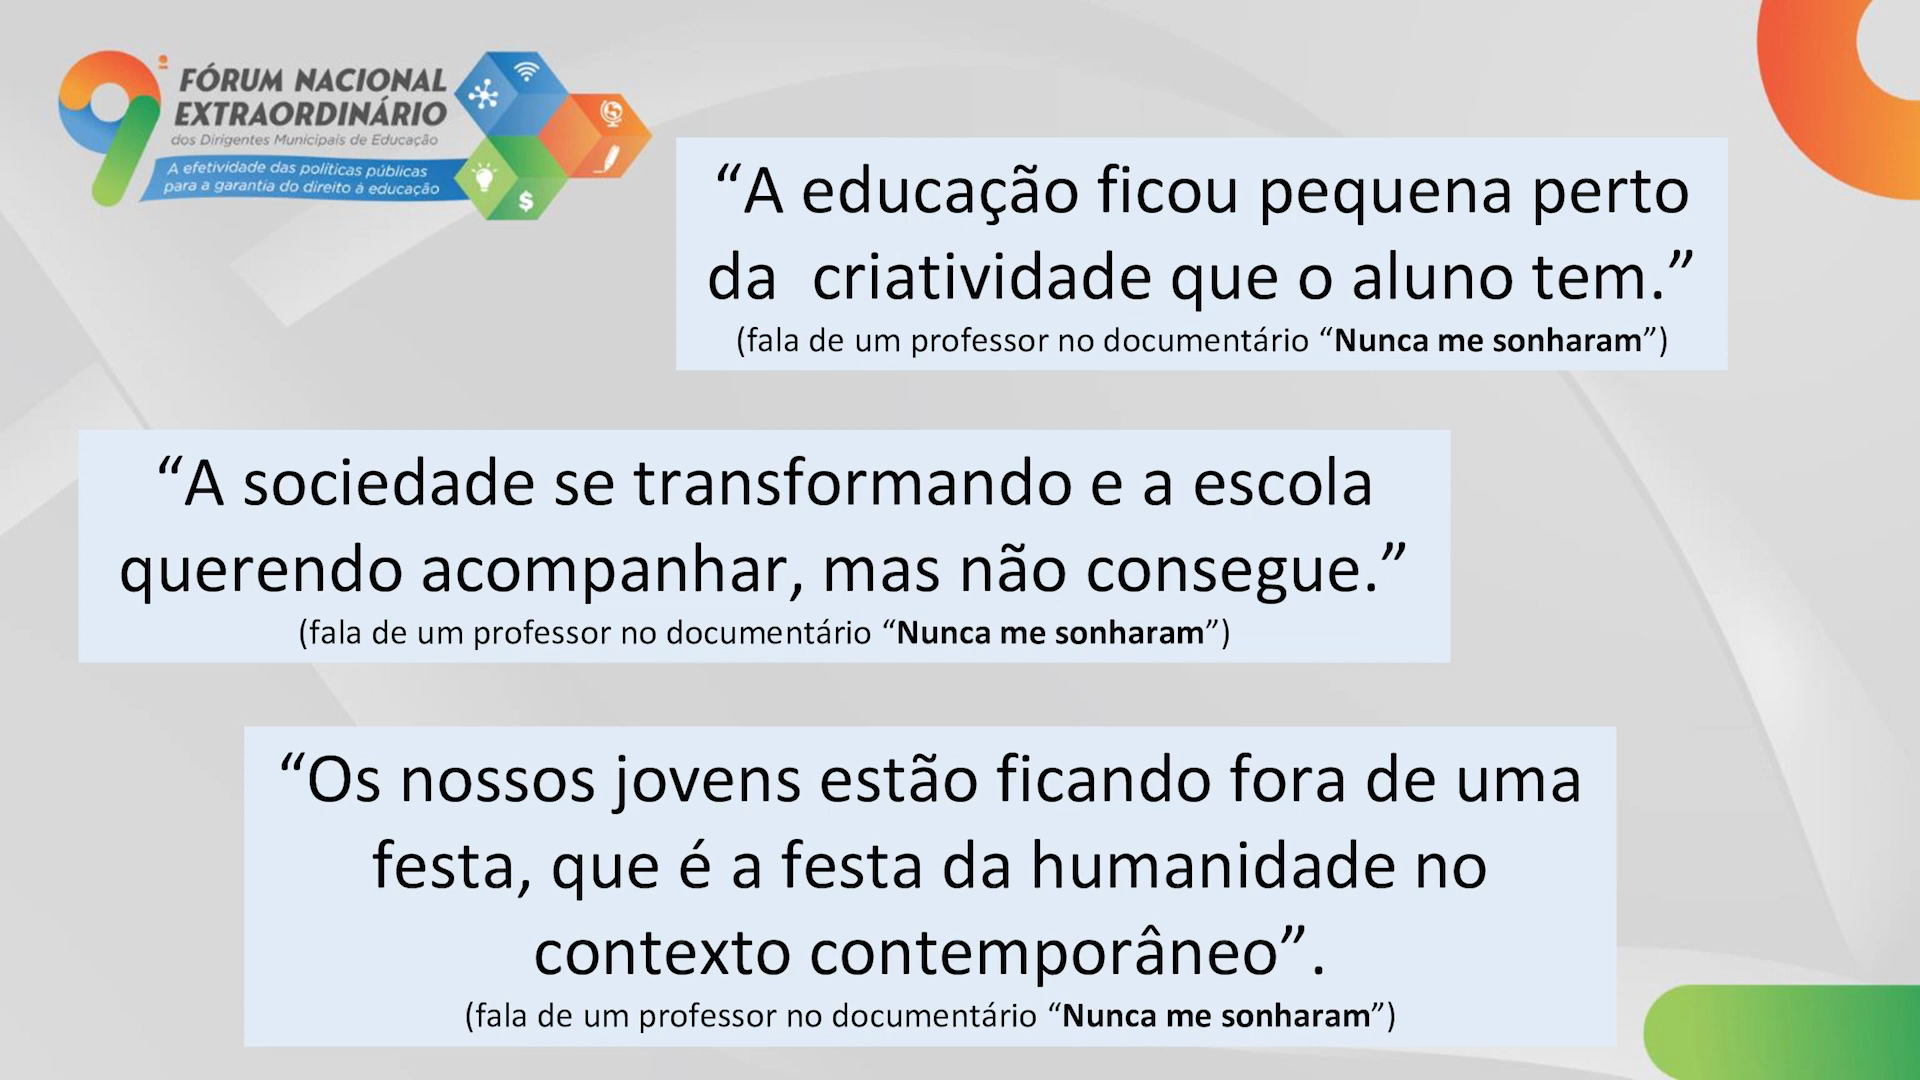 9º
FÓRUM NACIONAL
EXTRAORDINÁRIO
dos Dirigentes Municipais de Educação
A efetividade das políticas públicas
para a garantia do direito à educação
$
“A educação ficou pequena perto
da  criatividade que o aluno tem.”
(fala de um professor no documentário “Nunca me sonharam”)
“A sociedade se transformando e a escola
querendo acompanhar, mas não consegue.”
(fala de um professor no documentário “Nunca me sonharam”)
“Os nossos jovens estão ficando fora de uma
festa, que é a festa da humanidade no
contexto contemporâneo”.
(fala de um professor no documentário “Nunca me sonharam”)